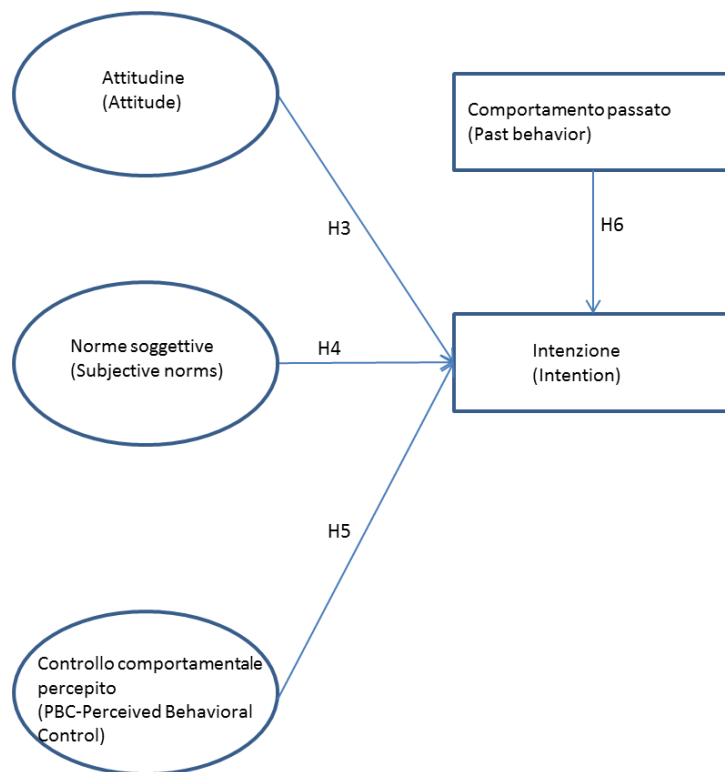 Attitudine
(Attitude)
Comportamento passato
(Past behavior)
H3
H6
Norme soggettive
(Subjective norms)
H4
Intenzione
(Intention)
H5
Controllo comportamentale
percepito
(PBC-Perceived Behavioral
Control)